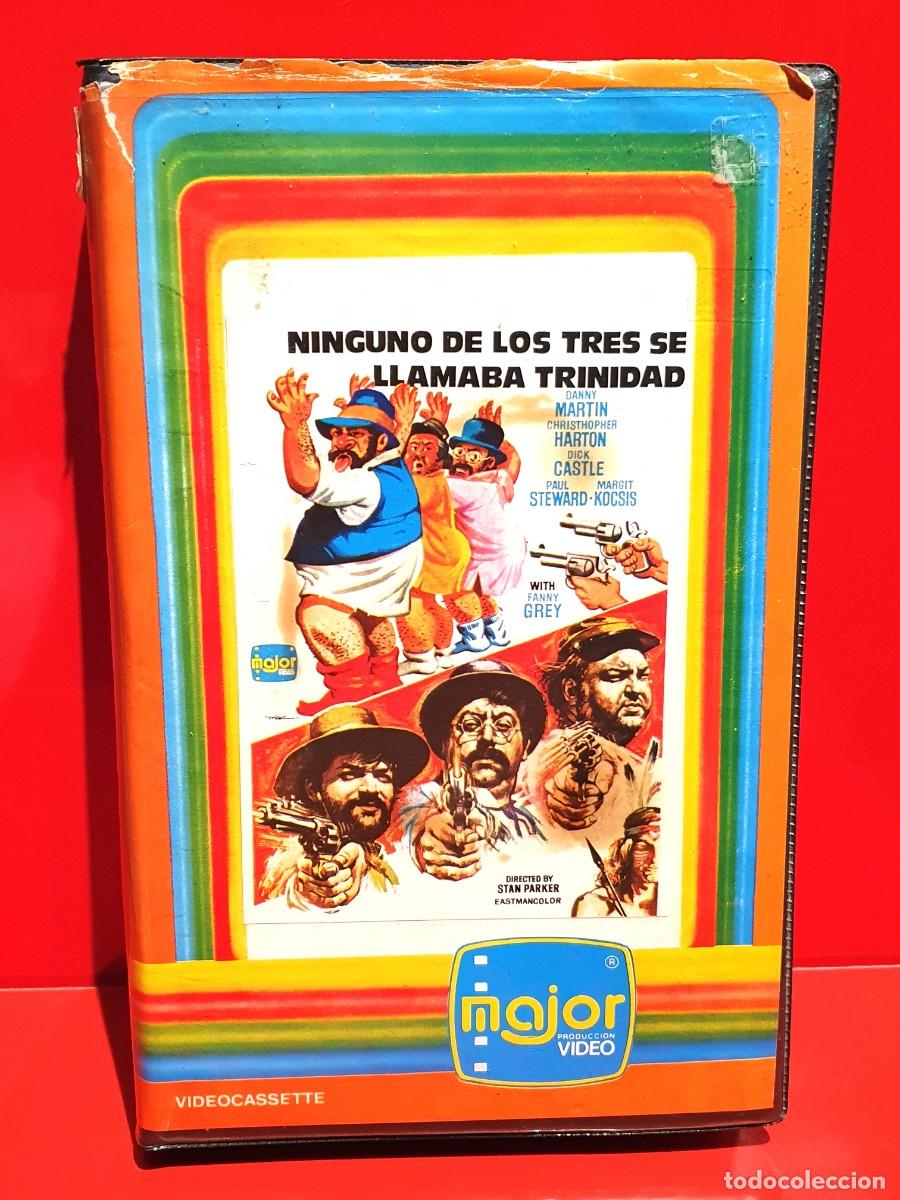 NINGUNO DE LOS TRES SE
LLAMABA TRINIDAD
DANNY
MARTIN
CHRISTHOPHER
HARTON
DICK
CASTLE
PAUL MARGIT
STEWARD-KOCSIS
WITH
FANNY
GREY
major
VIDEO
DIRECTED BY
STAN PARKER
EASTMANCOLOR
®
major
PRODUCCION
VIDEO
VIDEOCASSETTE
todocoleccion